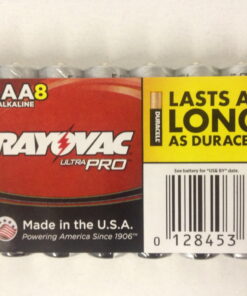 AA8
ALKALINE
RAYOVAC
ULTRA PRO
Made in the U.S.A.
Powering America Since 1906™
LASTS A
LONG
AS DURACE
DURACELL
See battery for "USE BY" date.
0 128453